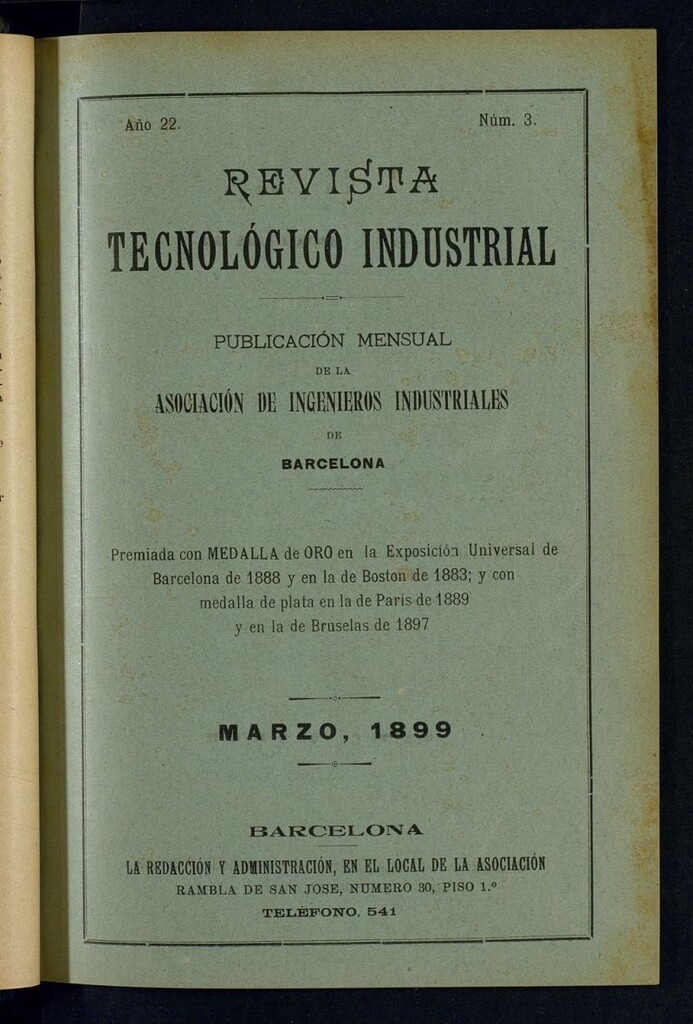 Año 22.
Núm. 3.
REVISTA
TECNOLÓGICO INDUSTRIAL
PUBLICACIÓN MENSUAL
DE LA
ASOCIACIÓN DE INGENIEROS INDUSTRIALES
DE
BARCELONA
Premiada con MEDALLA de ORO en la Exposición Universal de
Barcelona de 1888 y en la de Boston de 1883; y con
medalla de plata en la de Paris de 1889
y en la de Bruselas de 1897
MARZO, 1899
BARCELONA
LA REDACCIÓN Y ADMINISTRACIÓN, EN EL LOCAL DE LA ASOCIACIÓN
RAMBLA DE SAN JOSE, NUMERO 30, PISO 1.º
TELÉFONO, 541